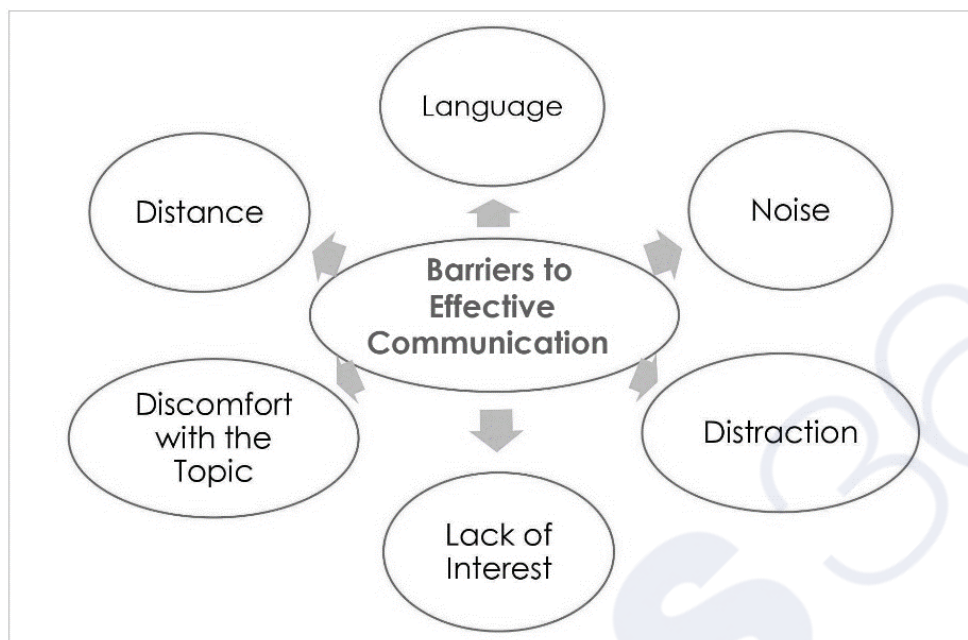 Language
Distance
Noise
Barriers to
Effective
Communication
Discomfort
with the
Topic
Distraction
Lack of
Interest